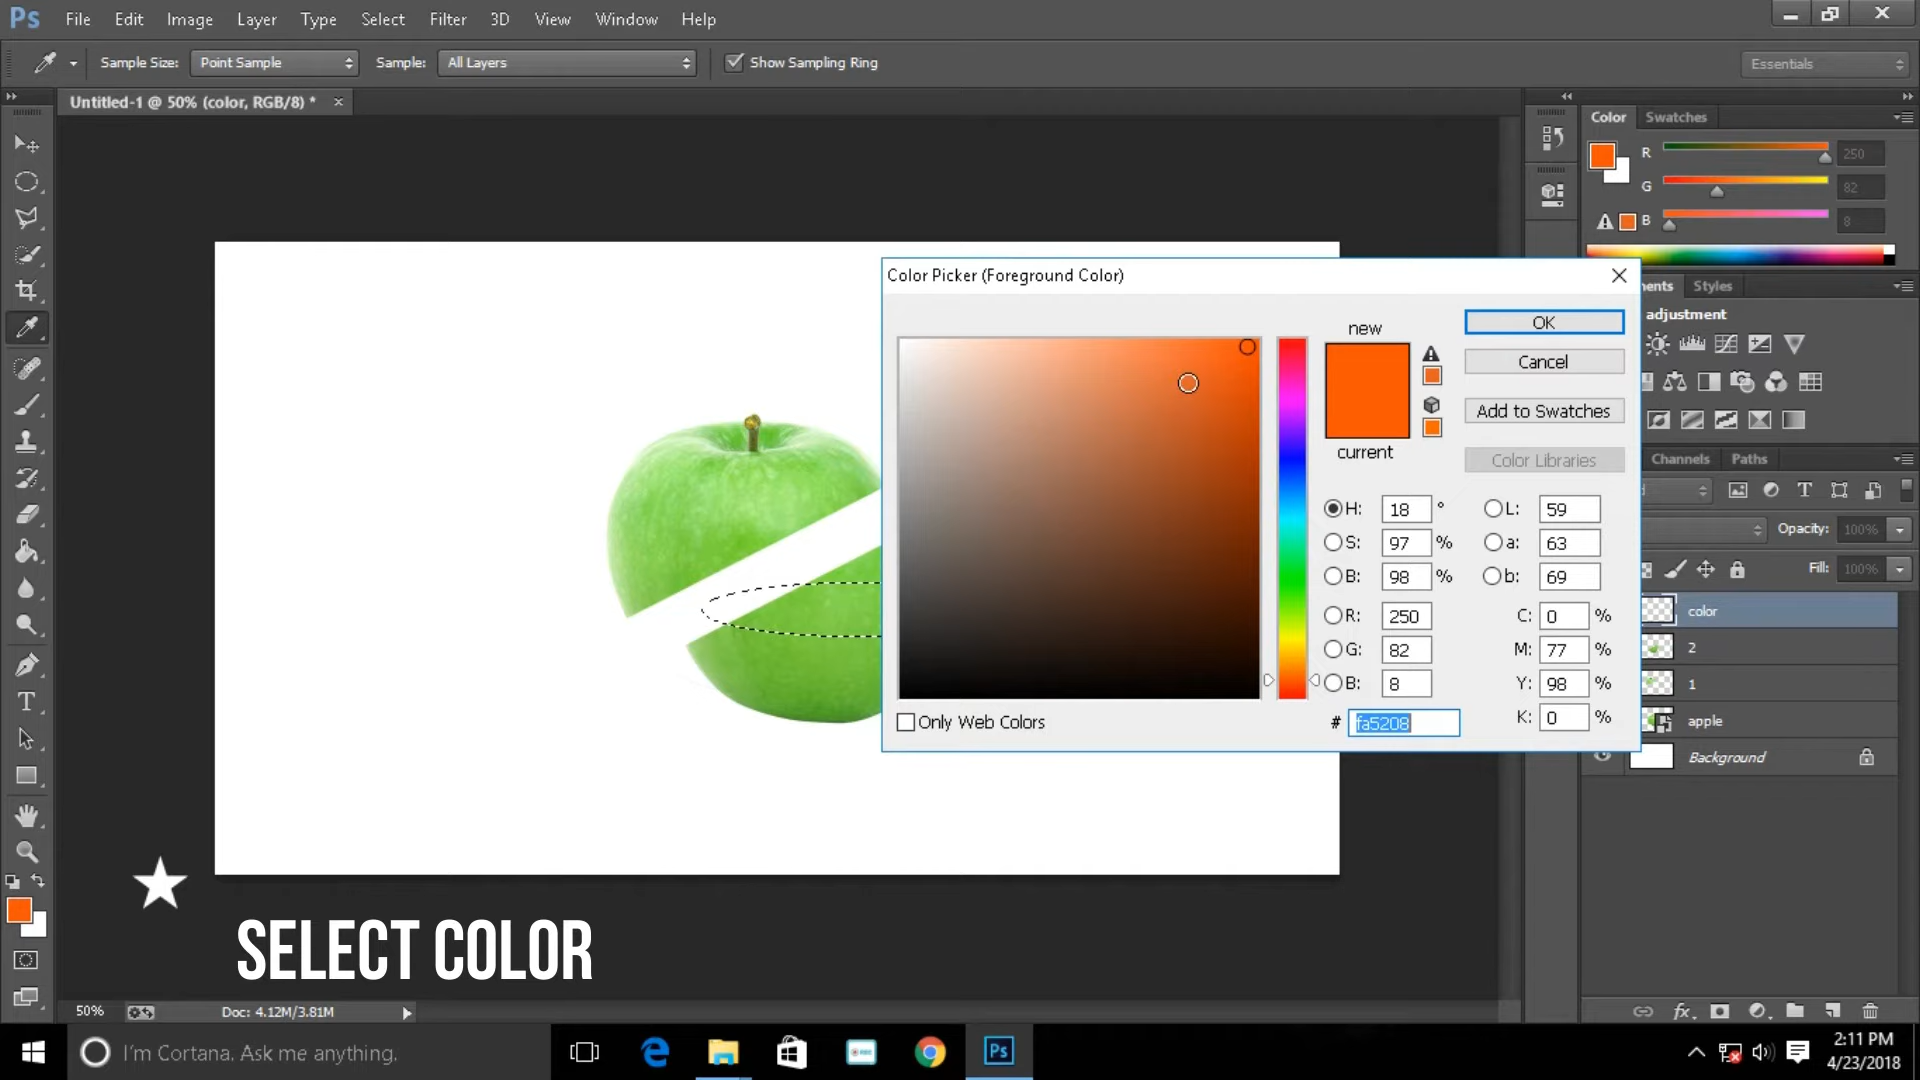 Ps File Edit Image Layer Type Select Filter 3D View Window Help
Sample Size: Point Sample Sample: All Layers Show Sampling Ring Essentials
Untitled-1 @ 50% (color, RGB/8) *
Color Swatches
R 250
G 82
B 8
Color Picker (Foreground Color)
ments Styles
adjustment
new
OK
Cancel
Add to Swatches
current
Color Libraries
Channels Paths
H: 18 ° L: 59
S: 97 % a: 63
B: 98 % b: 69
R: 250 C: 0 %
G: 82 M: 77 %
B: 8 Y: 98 %
# fa5208 K: 0 %
Only Web Colors
Opacity: 100%
Fill: 100%
color
2
1
apple
Background
SELECT COLOR
50% Doc: 4.12M/3.81M
I'm Cortana. Ask me anything.
Ps
2:11 PM
4/23/2018